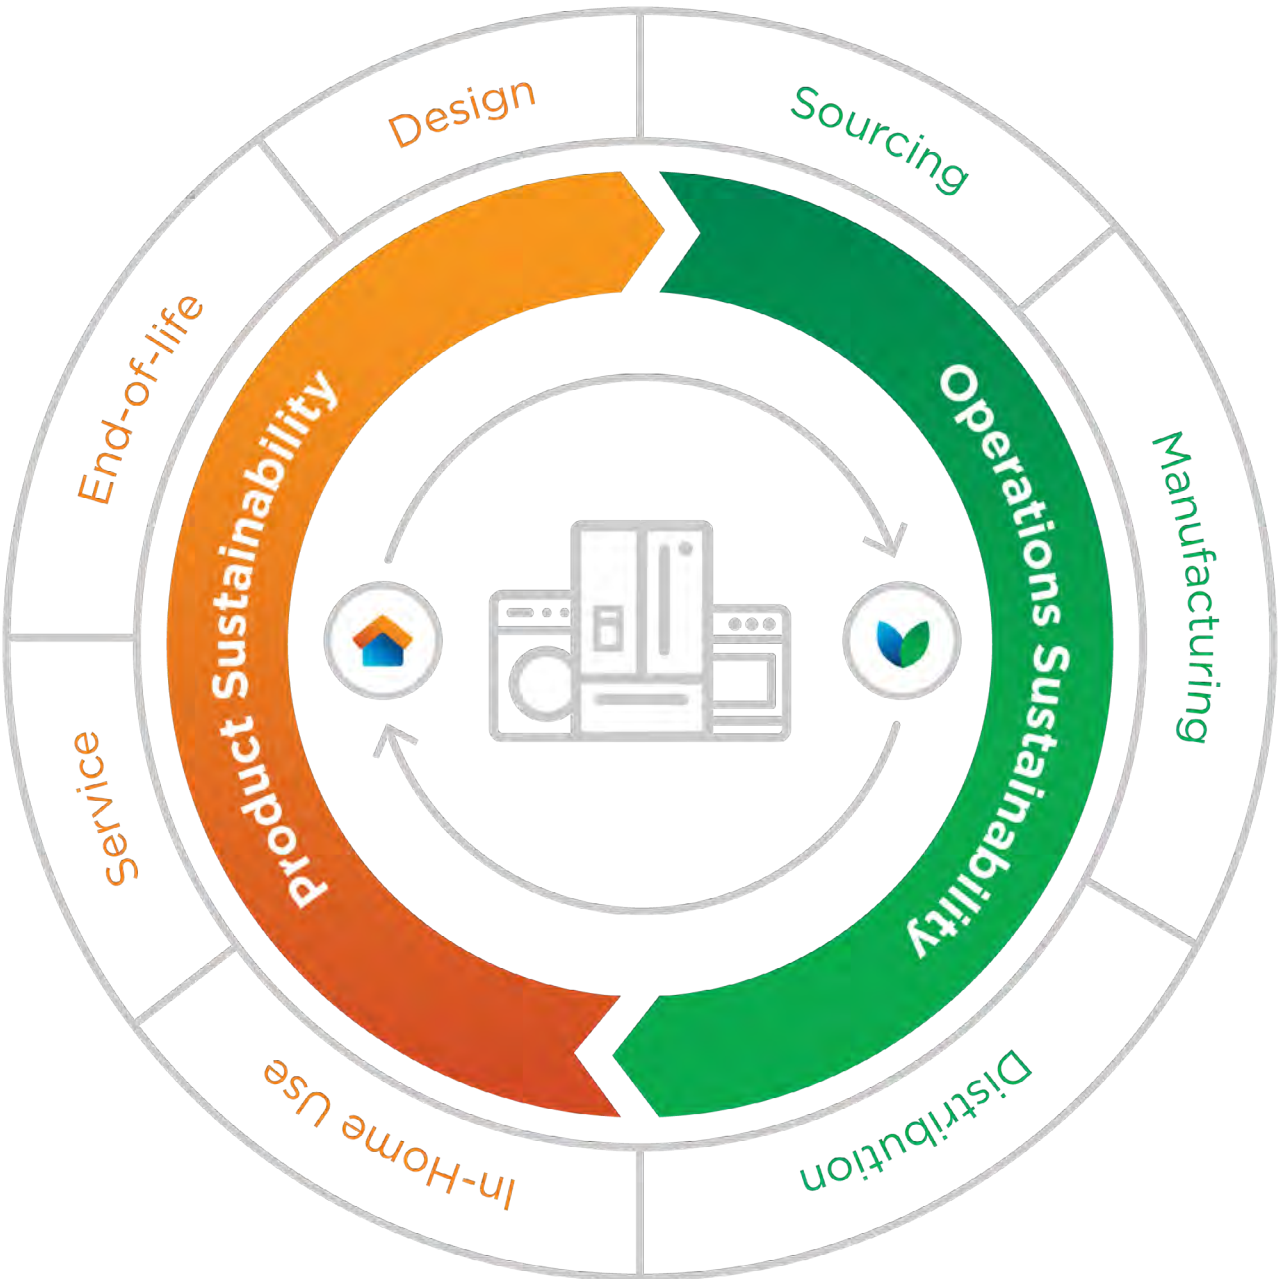 Design
Sourcing
Manufacturing
Distribution
In-Home Use
Service
End-of-life
Product Sustainability
Operations Sustainability